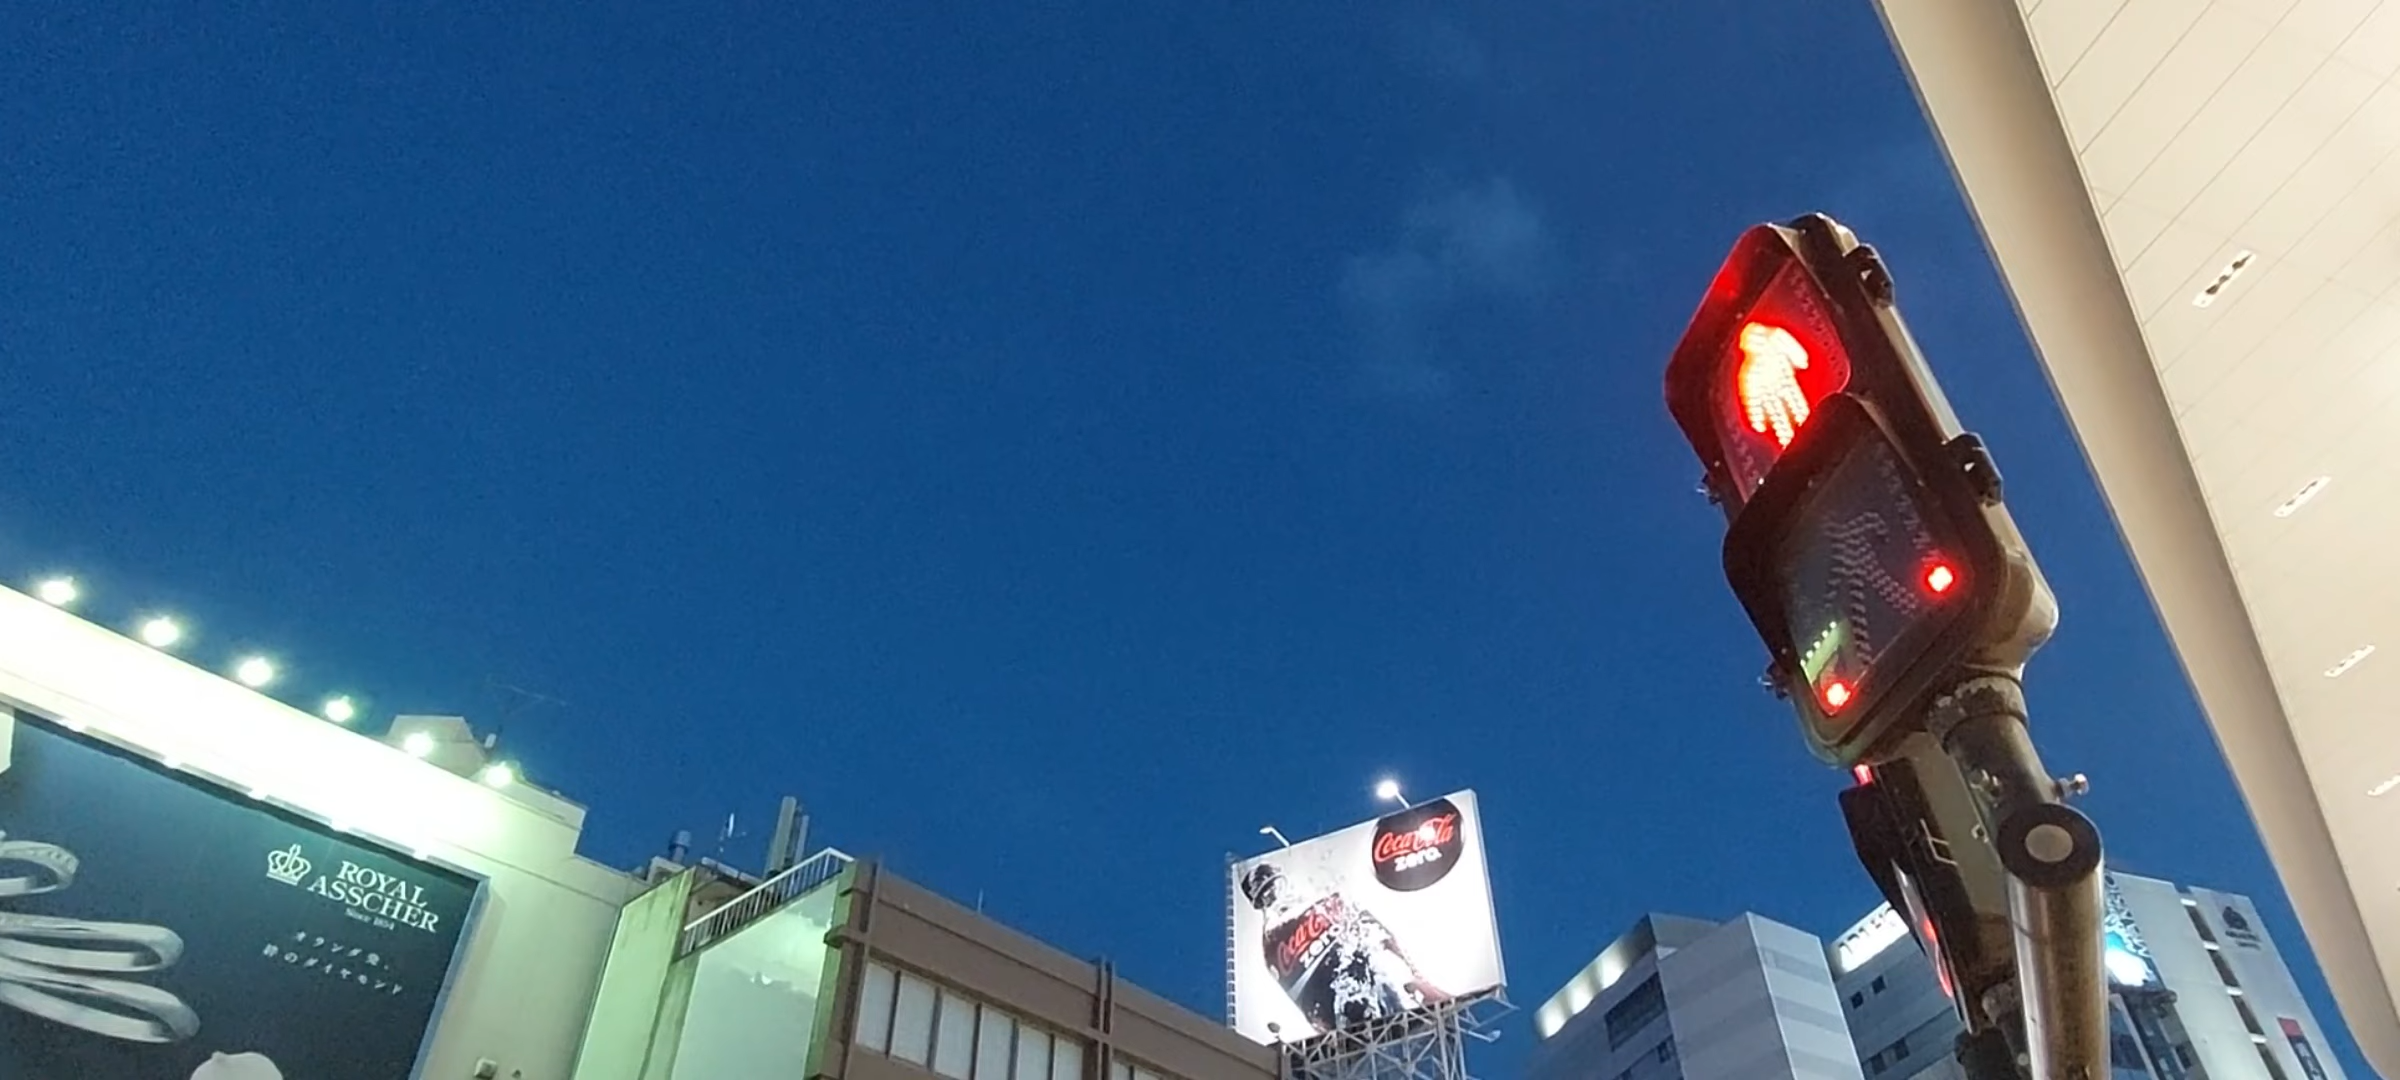 ROYAL
ASSCHER
Since 1854
オランダ発、
絆のダイヤモンド
Coca-Cola
zero
Coca-Cola
zero